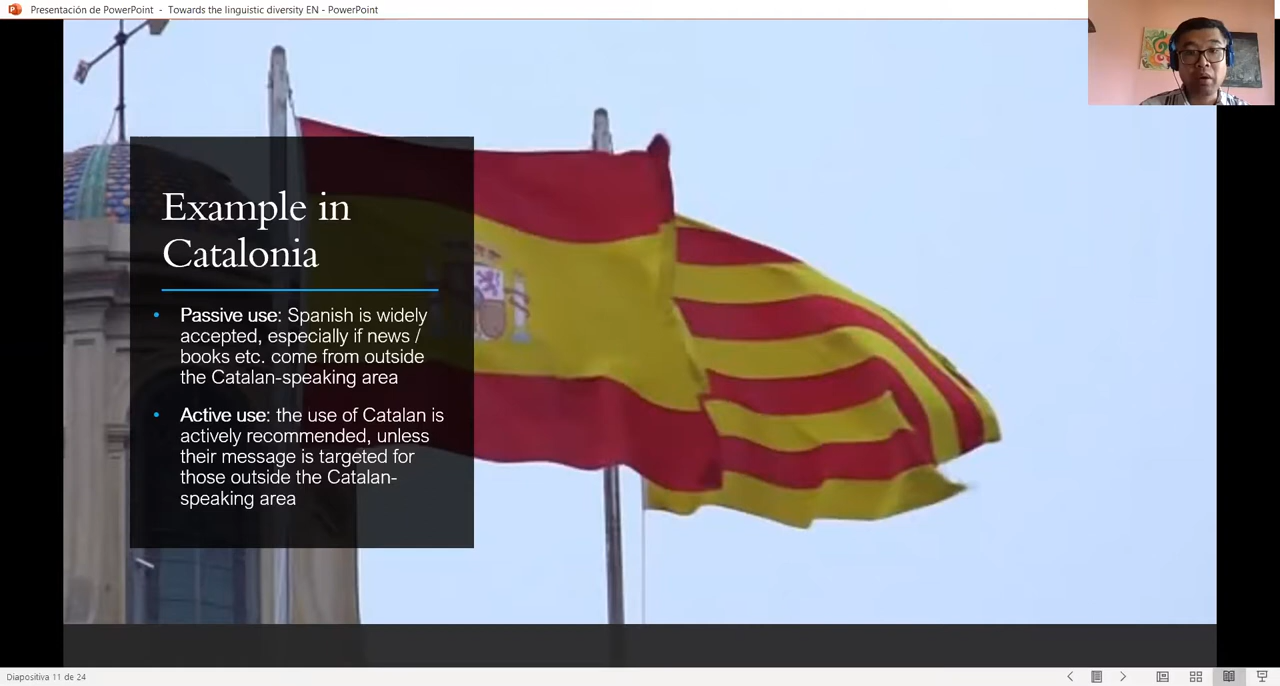 Presentación de PowerPoint - Towards the linguistic diversity EN - PowerPoint
Example in
Catalonia
• Passive use: Spanish is widely
accepted, especially if news /
books etc. come from outside
the Catalan-speaking area
• Active use: the use of Catalan is
actively recommended, unless
their message is targeted for
those outside the Catalan-
speaking area
Diapositiva 11 de 24